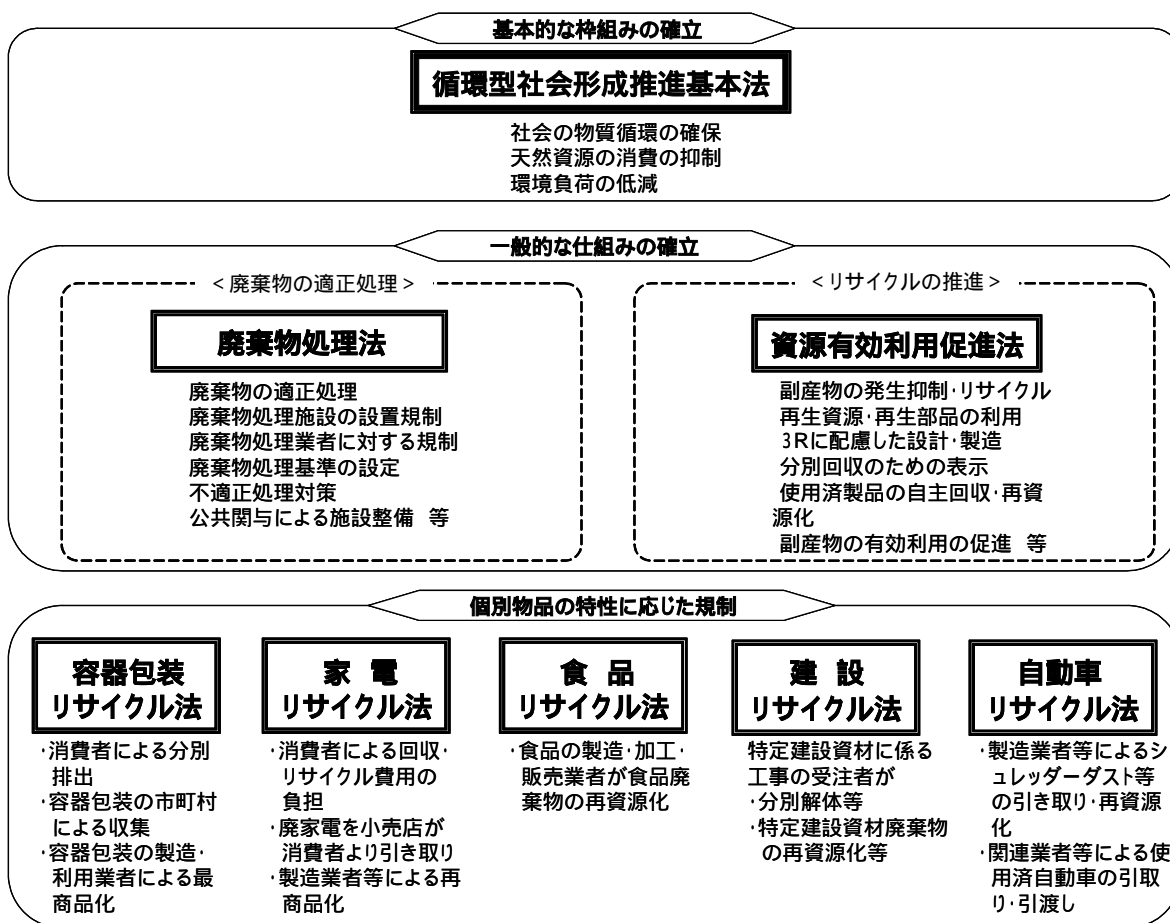 基本的な枠組みの確立
循環型社会形成推進基本法
社会の物質循環の確保
天然資源の消費の抑制
環境負荷の低減
一般的な仕組みの確立
＜廃棄物の適正処理＞
廃棄物処理法
廃棄物の適正処理
廃棄物処理施設の設置規制
廃棄物処理業者に対する規制
廃棄物処理基準の設定
不適正処理対策
公共関与による施設整備 等
＜リサイクルの推進＞
資源有効利用促進法
副産物の発生抑制･リサイクル
再生資源･再生部品の利用
3Rに配慮した設計･製造
分別回収のための表示
使用済製品の自主回収･再資
源化
副産物の有効利用の促進 等
個別物品の特性に応じた規制
容器包装
リサイクル法
･消費者による分別
排出
･容器包装の市町村
による収集
･容器包装の製造･
利用業者による最
商品化
家 電
リサイクル法
･消費者による回収･
リサイクル費用の
負担
･廃家電を小売店が
消費者より引き取り
･製造業者等による再
商品化
食 品
リサイクル法
･食品の製造･加工･
販売業者が食品廃
棄物の再資源化
建 設
リサイクル法
特定建設資材に係る
工事の受注者が
･分別解体等
･特定建設資材廃棄物
の再資源化等
自動車
リサイクル法
･製造業者等によるシ
ュレッダーダスト等
の引き取り･再資源
化
･関連業者等による使
用済自動車の引取
り･引渡し